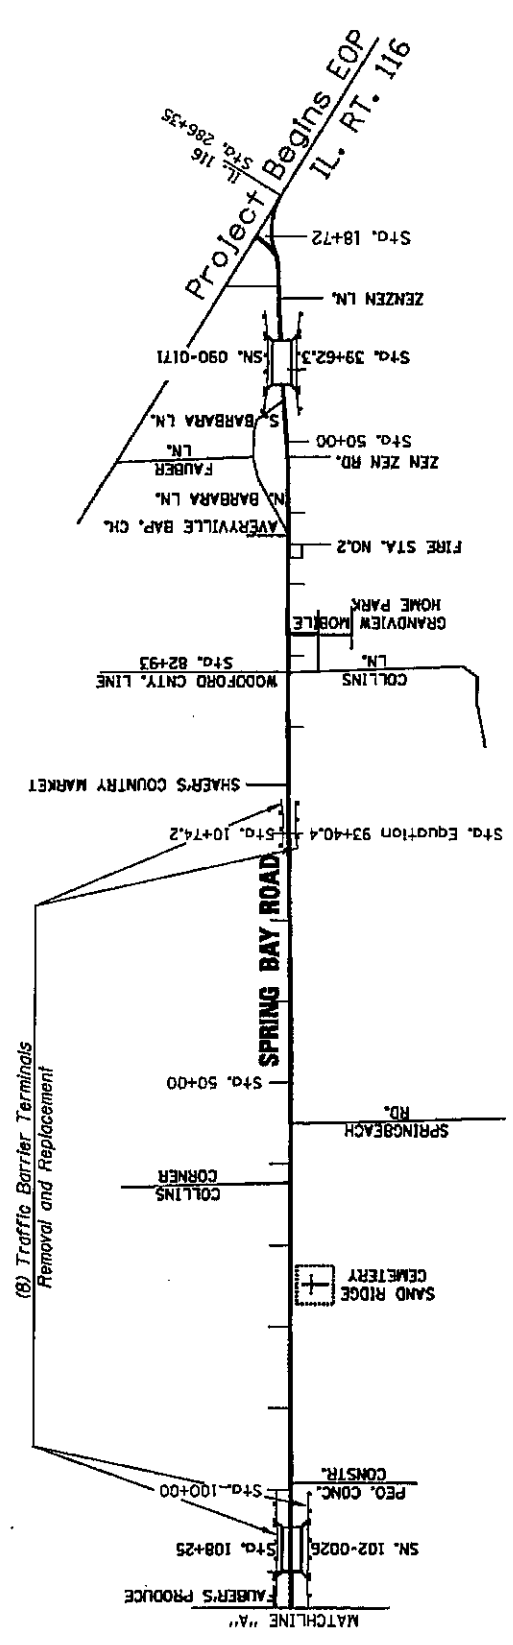 Project Begins EOP
IL. RT. 116
IL. 116
Sta. 286+35
Sta. 18+72
ZENZEN LN.
SN. 090-0171
Sta. 39+62.3
S. BARBARA LN.
Sta. 50+00
FAUBER
LN.
ZEN ZEN RD.
N. BARBARA LN.
AVERYVILLE BAP. CH.
FIRE STA. NO.2
GRANDVIEW MOBILE
HOME PARK
WOODFORD CNTY. LINE
Sta. 82+93
COLLINS
LN.
SHAER'S COUNTRY MARKET
Sta. Equation 93+40.4
Sta. 10+74.2
SPRING BAY ROAD
(8) Traffic Barrier Terminals
Removal and Replacement
Sta. 50+00
SPRINGBEACH
RD.
COLLINS
CORNER
SAND RIDGE
CEMETERY
Sta. 100+00
PEO. CONC.
CONSTR.
SN. 102-0026
Sta. 108+25
FAUBER'S PRODUCE
MATCHLINE "A"